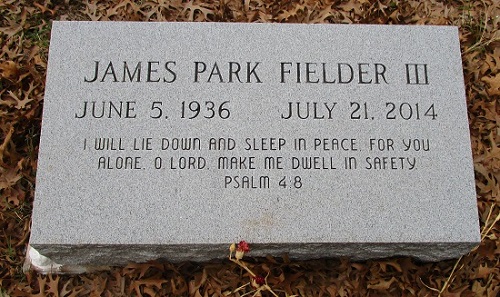 JAMES PARK FIELDER III
JUNE 5, 1936 JULY 21, 2014
I WILL LIE DOWN AND SLEEP IN PEACE, FOR YOU
ALONE, O LORD, MAKE ME DWELL IN SAFETY.
PSALM 4:8